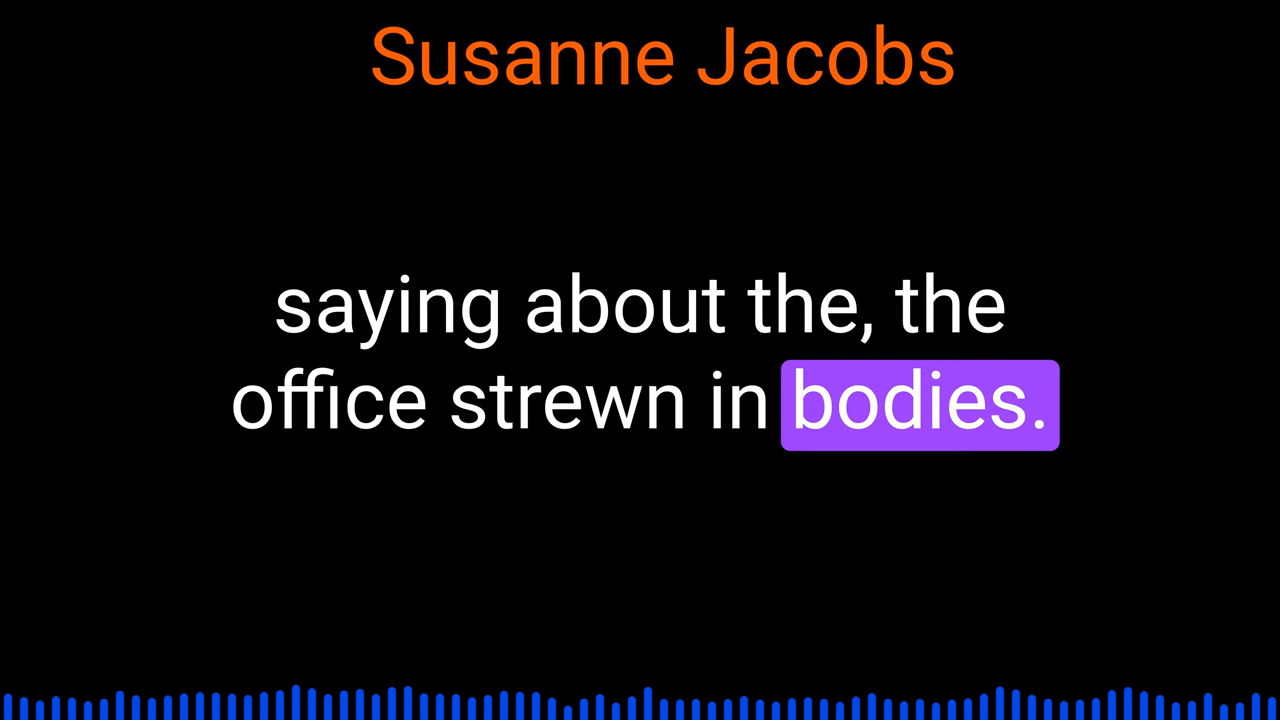 Susanne Jacobs
saying about the, the
office strewn in bodies.